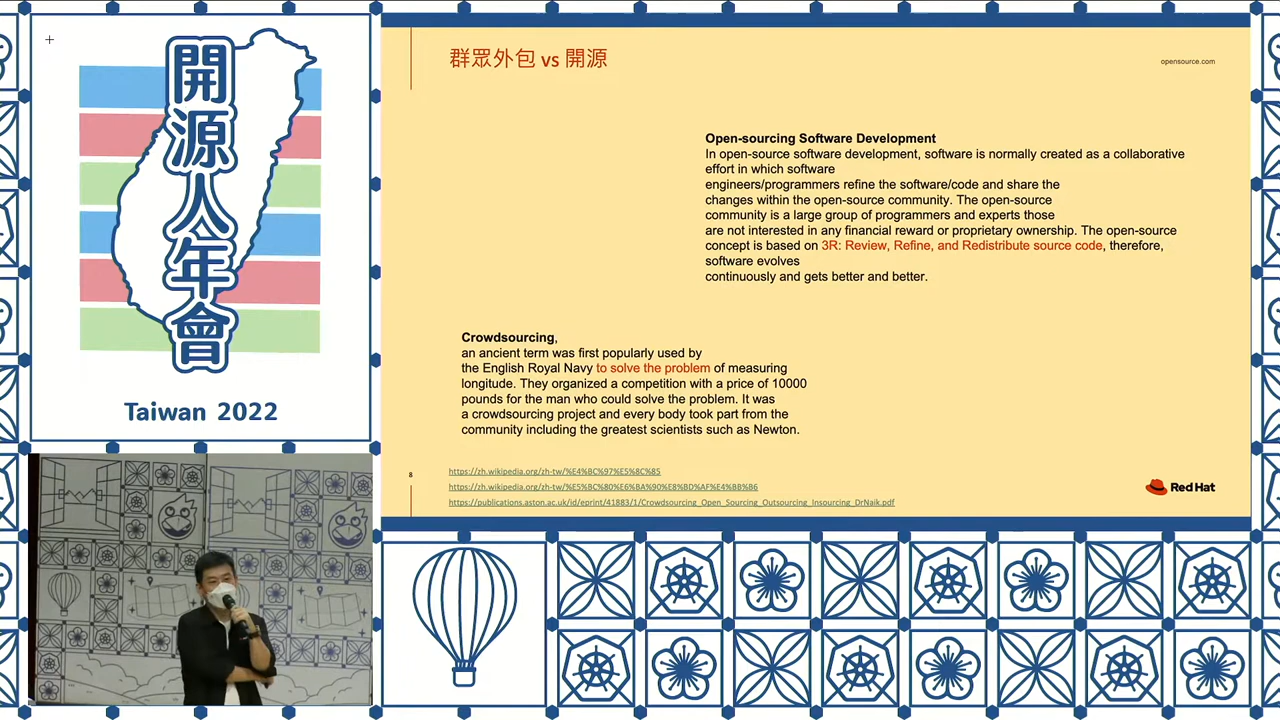 開源人年會
Taiwan 2022
群眾外包 vs 開源
opensource.com
Open-sourcing Software Development
In open-source software development, software is normally created as a collaborative
effort in which software
engineers/programmers refine the software/code and share the
changes within the open-source community. The open-source
community is a large group of programmers and experts those
are not interested in any financial reward or proprietary ownership. The open-source
concept is based on 3R: Review, Refine, and Redistribute source code, therefore,
software evolves
continuously and gets better and better.
Crowdsourcing,
an ancient term was first popularly used by
the English Royal Navy to solve the problem of measuring
longitude. They organized a competition with a price of 10000
pounds for the man who could solve the problem. It was
a crowdsourcing project and every body took part from the
community including the greatest scientists such as Newton.
8
https://zh.wikipedia.org/zh-tw/%E4%BC%97%E5%8C%85
https://zh.wikipedia.org/zh-tw/%E5%BC%80%E6%BA%90%E8%BD%AF%E4%BB%B6
https://publications.aston.ac.uk/id/eprint/41883/1/Crowdsourcing_Open_Sourcing_Outsourcing_Insourcing_DrNaik.pdf
Red Hat